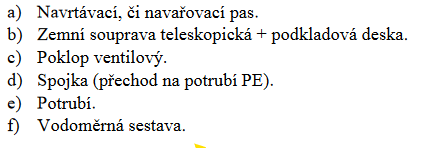 a) Navrtávací, či navařovací pas.
b) Zemní souprava teleskopická + podkladová deska.
c) Poklop ventilový.
d) Spojka (přechod na potrubí PE).
e) Potrubí.
f) Vodoměrná sestava.